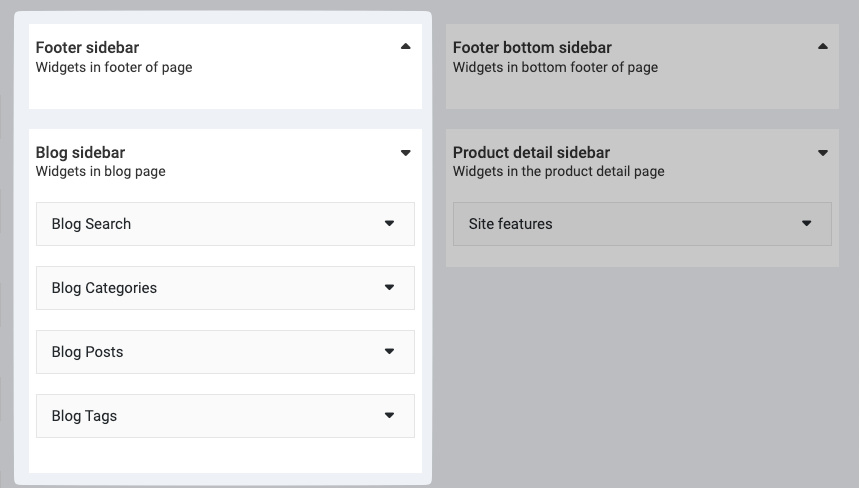 Footer sidebar
Widgets in footer of page
Blog sidebar
Widgets in blog page
Blog Search
Blog Categories
Blog Posts
Blog Tags
Footer bottom sidebar
Widgets in bottom footer of page
Product detail sidebar
Widgets in the product detail page
Site features